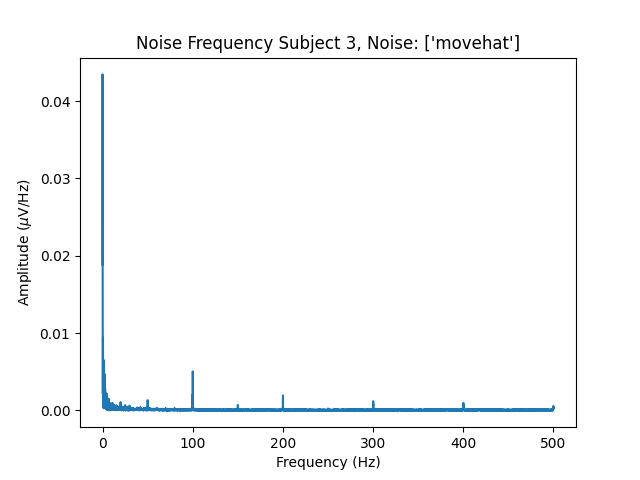 Noise Frequency Subject 3, Noise: ['movehat']
Amplitude (μV/Hz)
0.04
0.03
0.02
0.01
0.00
0 100 200 300 400 500
Frequency (Hz)